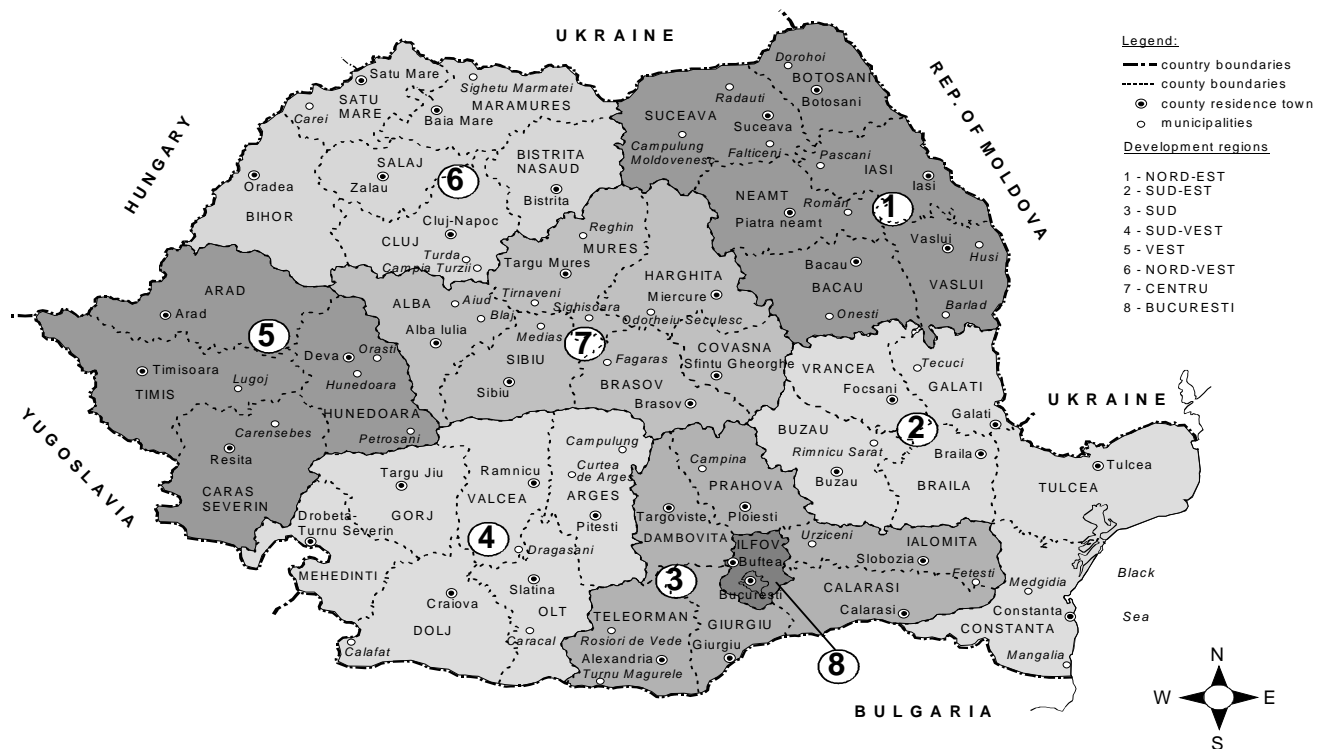 UKRAINE
HUNGARY
REP. OF MOLDOVA
YUGOSLAVIA
UKRAINE
BULGARIA
Black
Sea
Legend:
country boundaries
county boundaries
county residence town
municipalities
Development regions
1 - NORD-EST
2 - SUD-EST
3 - SUD
4 - SUD-VEST
5 - VEST
6 - NORD-VEST
7 - CENTRU
8 - BUCURESTI
Satu Mare
SATU
MARE
Carei
Sighetu Marmatei
MARAMURES
Baia Mare
SALAJ
Zalau
6
BISTRITA
NASAUD
Bistrita
Oradea
BIHOR
Cluj-Napoc
CLUJ
Turda
Campia Turzii
Dorohoi
BOTOSANI
Botosani
Radauti
SUCEAVA
Suceava
Campulung
Moldovenesc
Falticeni
Pascani
IASI
Iasi
NEAMT
Roman
1
Piatra neamt
Vaslui
Husi
Bacau
BACAU
VASLUI
Onesti
Barlad
Reghin
MURES
Targu Mures
HARGHITA
Miercure
ALBA
Aiud
Tirnaveni
Sighisoara
Blaj
Odorheiu Seculesc
Alba Iulia
Medias
7
SIBIU
Fagaras
COVASNA
Sfintu Gheorghe
Sibiu
BRASOV
Brasov
ARAD
Arad
5
Deva
Orasti
Timisoara
Lugoj
Hunedoara
TIMIS
HUNEDOARA
Carensebes
Petrosani
Resita
CARAS
SEVERIN
VRANCEA
Tecuci
Focsani
GALATI
Galati
BUZAU
2
Rimnicu Sarat
Braila
Buzau
BRAILA
Tulcea
TULCEA
Medgidia
Constanta
CONSTANTA
Mangalia
Targu Jiu
Ramnicu
VALCEA
Campulung
Curtea
de Arges
ARGES
GORJ
Pitesti
Drobeta-
Turnu Severin
4
Dragasani
MEHEDINTI
Slatina
Craiova
OLT
DOLJ
Caracal
Calafat
Campina
PRAHOVA
Targoviste
Ploiesti
DAMBOVITA
ILFOV
Buftea
Bucuresti
Urziceni
IALOMITA
Slobozia
Fetesti
3
CALARASI
Calarasi
TELEORMAN
GIURGIU
Rosiori de Vede
Giurgiu
Alexandria
Turnu Magurele
8
N
W
E
S